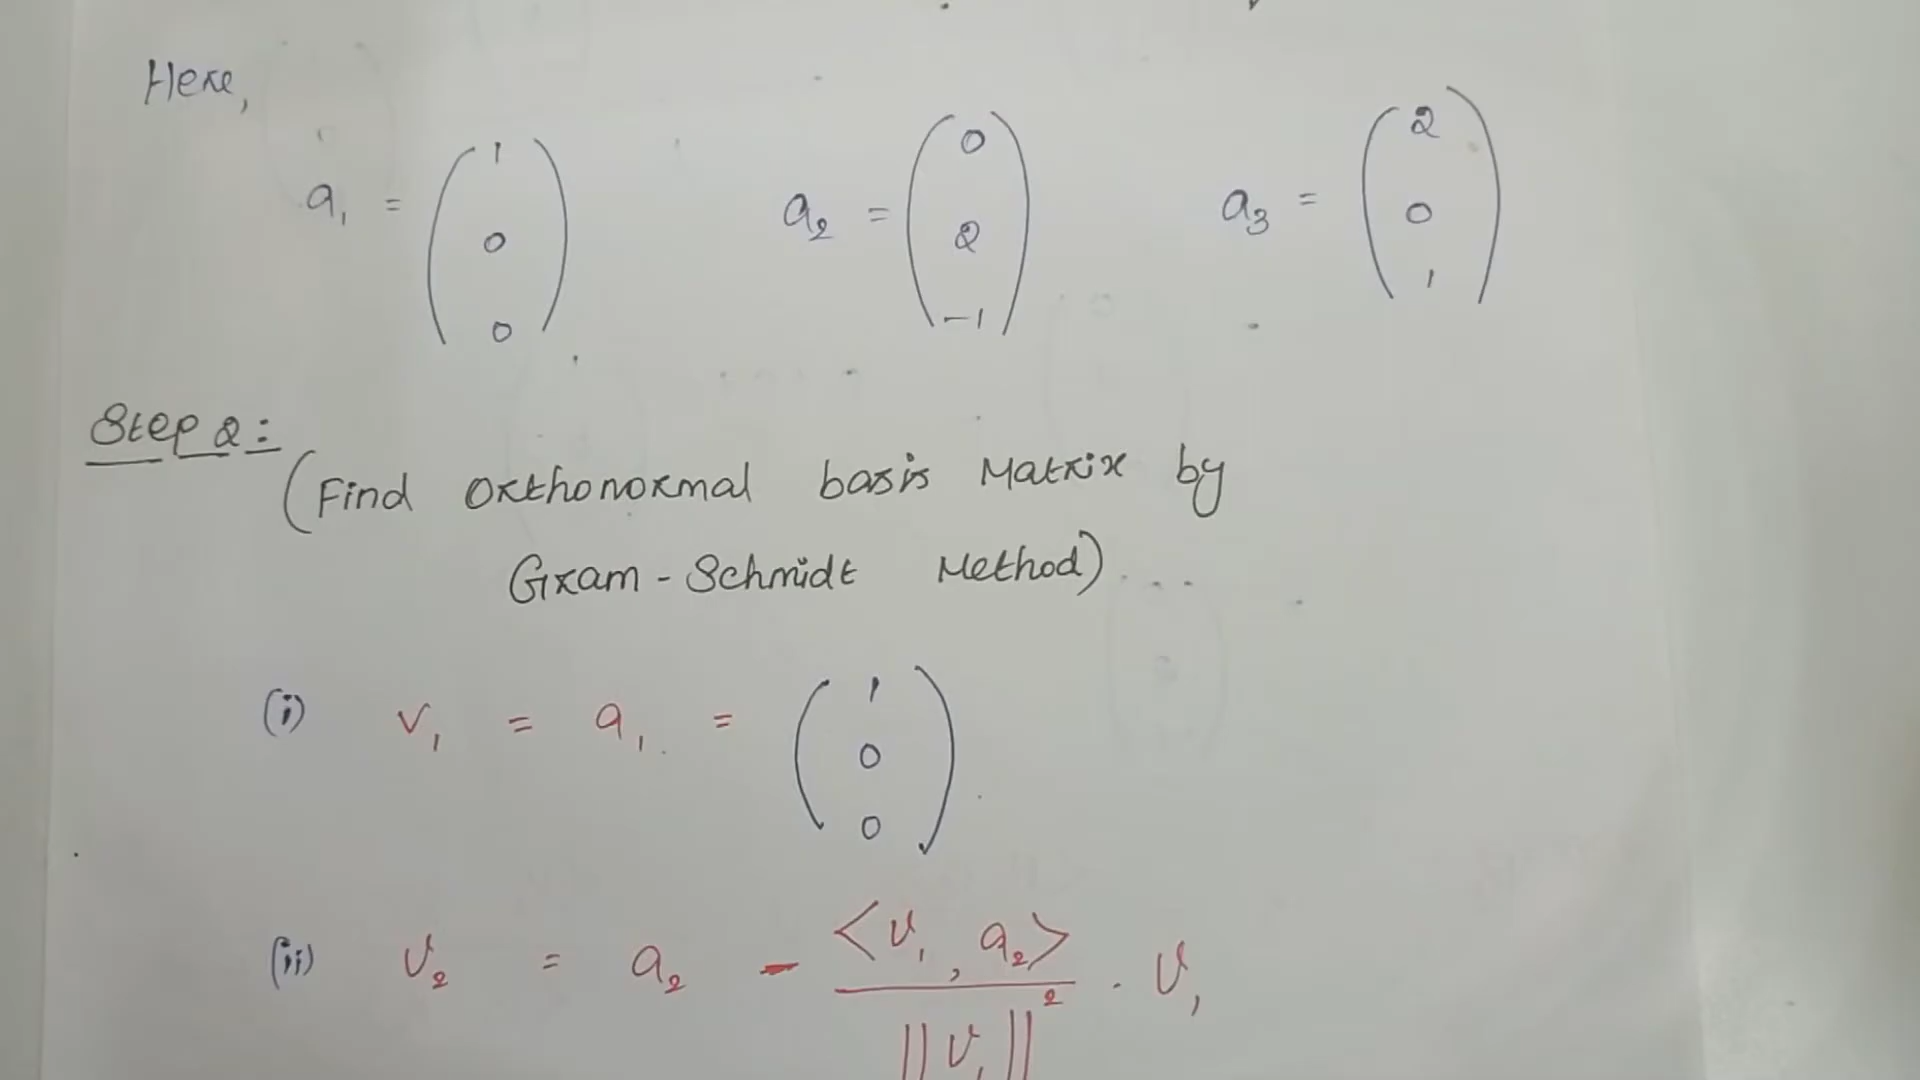 Here,
a₁ = (1 0 0) a₂ = (0 2 -1) a₃ = (2 0 1)
Step 2:
(Find Orthonormal basis Matrix by
Gram - Schmidt Method)
(i) v₁ = a₁ = (1 0 0)
(ii) v₂ = a₂ - <v₁, a₂> / ||v₁||² . v₁